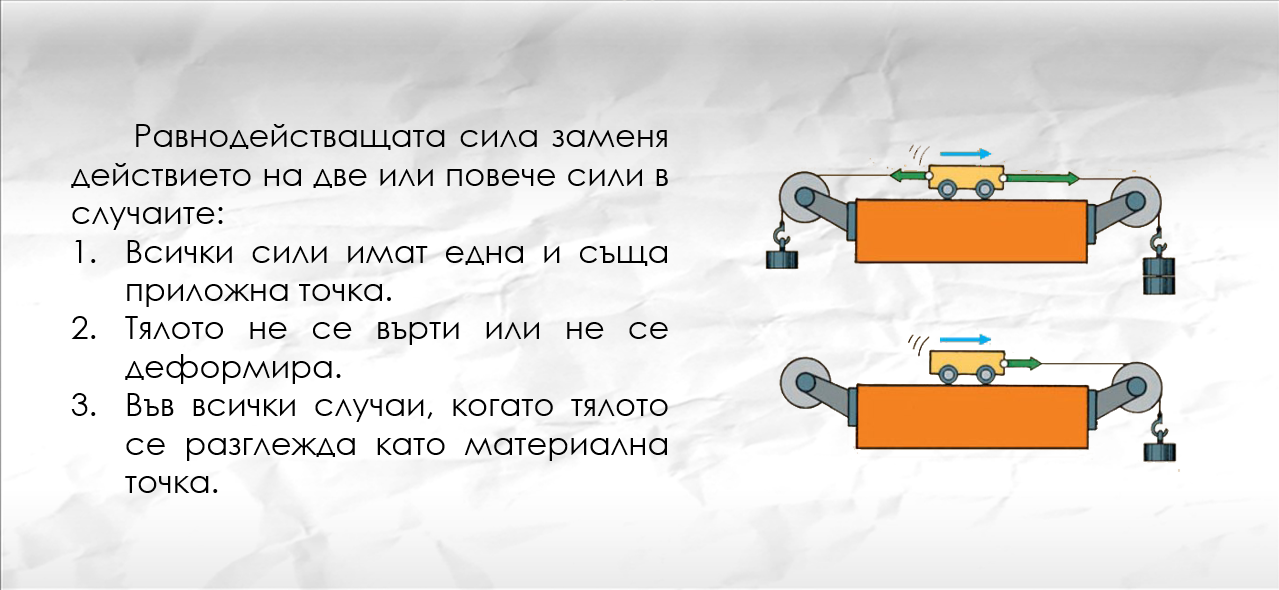 Равнодействащата сила заменя
действието на две или повече сили в
случаите:
1. Всички сили имат една и съща
приложна точка.
2. Тялото не се върти или не се
деформира.
3. Във всички случаи, когато тялото
се разглежда като материална
точка.